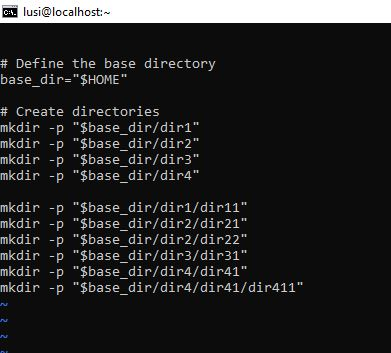 lusi@localhost:~
# Define the base directory
base_dir="$HOME"
# Create directories
mkdir -p "$base_dir/dir1"
mkdir -p "$base_dir/dir2"
mkdir -p "$base_dir/dir3"
mkdir -p "$base_dir/dir4"
mkdir -p "$base_dir/dir1/dir11"
mkdir -p "$base_dir/dir2/dir21"
mkdir -p "$base_dir/dir2/dir22"
mkdir -p "$base_dir/dir3/dir31"
mkdir -p "$base_dir/dir4/dir41"
mkdir -p "$base_dir/dir4/dir41/dir411"
~
~
~
~